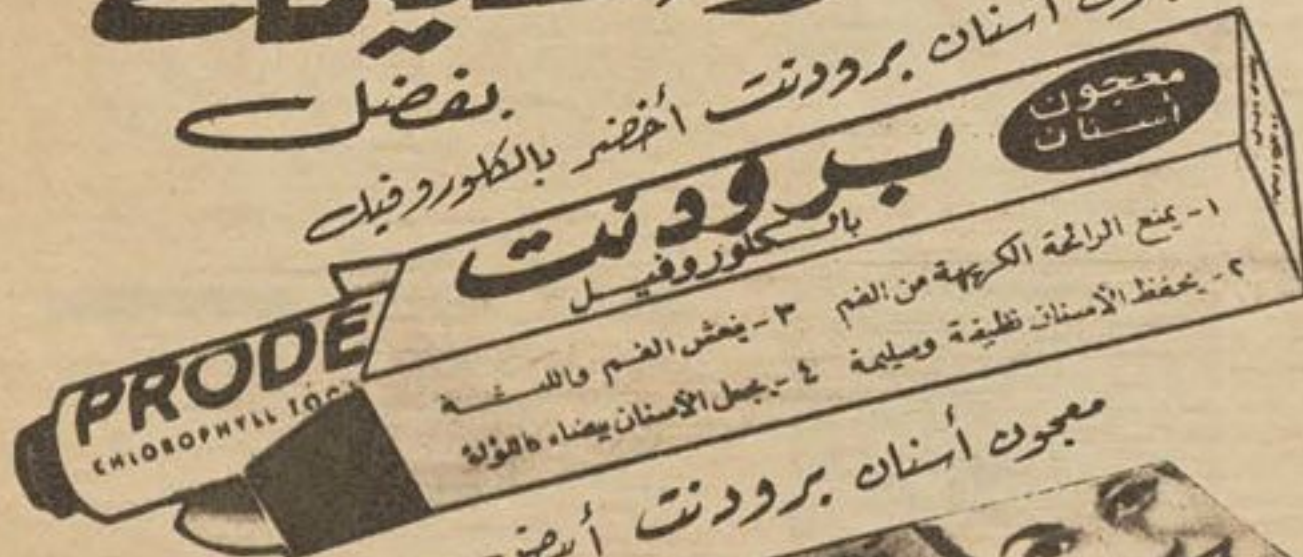 بفضل
أسنان برودنت أخضر بالكلوروفيل
معجون
أسنان
برودنت
بالكلوروفيل
١- يمنع الرائحة الكريهة من الفم
٢- يحفظ الأسنان نظيفة وسليمة
٣- ينعش الفم واللثة
٤- يجعل الأسنان بيضاء كاللؤلؤ
PRODE
CHLOROPHYLL
معجون أسنان برودنت